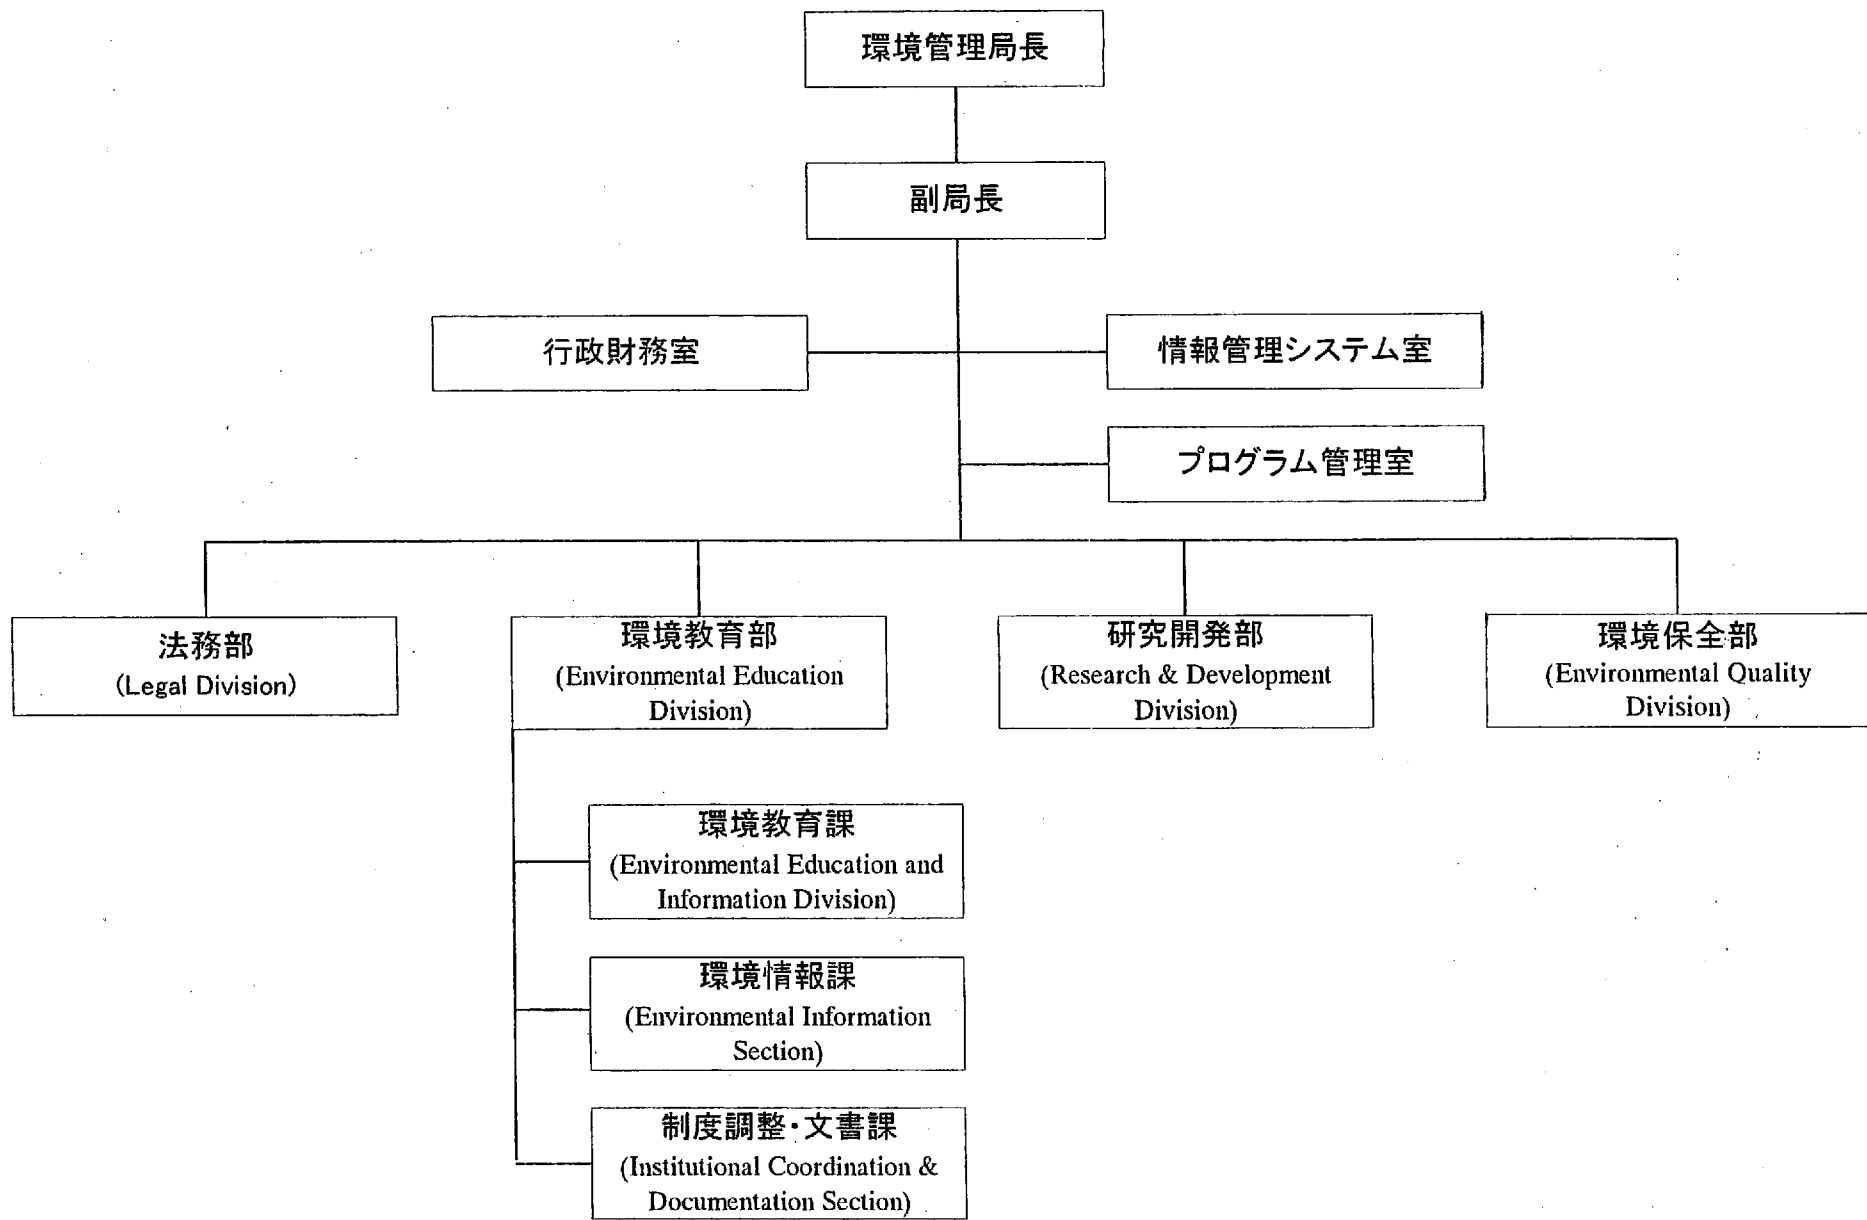 環境管理局長
副局長
行政財務室
情報管理システム室
プログラム管理室
法務部
(Legal Division)
環境教育部
(Environmental Education
Division)
研究開発部
(Research & Development
Division)
環境保全部
(Environmental Quality
Division)
環境教育課
(Environmental Education and
Information Division)
環境情報課
(Environmental Information
Section)
制度調整・文書課
(Institutional Coordination &
Documentation Section)